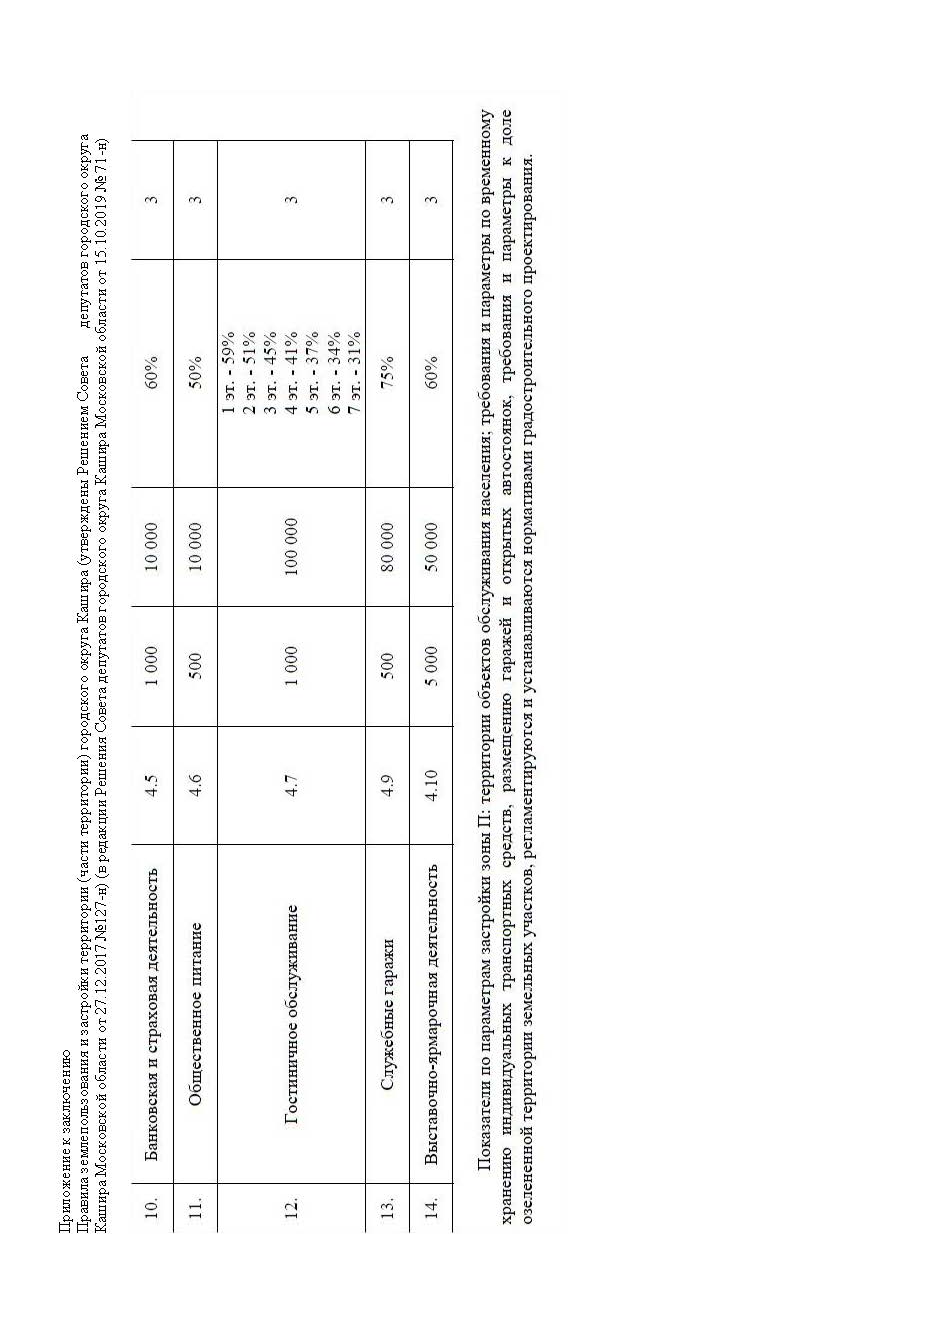 Приложение к заключению
Правила землепользования и застройки территории (части территории) городского округа Кашира (утверждены Решением Совета депутатов городского округа
Кашира Московской области от 27.12.2017 №127-н) (в редакции Решения Совета депутатов городского округа Кашира Московской области от 15.10.2019 № 71-н)
10. Банковская и страховая деятельность 4.5 1 000 10 000 60% 3
11. Общественное питание 4.6 500 10 000 50% 3
12. Гостиничное обслуживание 4.7 1 000 100 000 1 эт. - 59%
2 эт. - 51%
3 эт. - 45%
4 эт. - 41%
5 эт. - 37%
6 эт. - 34%
7 эт. - 31%
3
13. Служебные гаражи 4.9 500 80 000 75% 3
14. Выставочно-ярмарочная деятельность 4.10 5 000 50 000 60% 3
Показатели по параметрам застройки зоны П: территории объектов обслуживания населения; требования и параметры по временному
хранению индивидуальных транспортных средств, размещению гаражей и открытых автостоянок, требования и параметры к доле
озелененной территории земельных участков, регламентируются и устанавливаются нормативами градостроительного проектирования.